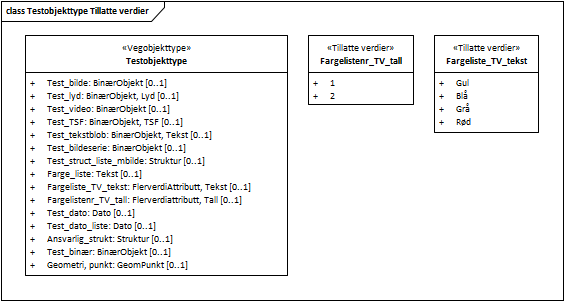 class Testobjekttype Tillatte verdier
«Vegobjekttype»
Testobjekttype
+ Test_bilde: BinærObjekt [0..1]
+ Test_lyd: BinærObjekt, Lyd [0..1]
+ Test_video: BinærObjekt [0..1]
+ Test_TSF: BinærObjekt, TSF [0..1]
+ Test_tekstblob: BinærObjekt, Tekst [0..1]
+ Test_bildeserie: BinærObjekt [0..1]
+ Test_struct_liste_mbilde: Struktur [0..1]
+ Farge_liste: Tekst [0..1]
+ Fargeliste_TV_tekst: FlerverdiAttributt, Tekst [0..1]
+ Fargelistenr_TV_tall: Flerverdiattributt, Tall [0..1]
+ Test_dato: Dato [0..1]
+ Test_dato_liste: Dato [0..1]
+ Ansvarlig_strukt: Struktur [0..1]
+ Test_binær: BinærObjekt [0..1]
+ Geometri, punkt: GeomPunkt [0..1]
«Tillatte verdier»
Fargelistenr_TV_tall
+ 1
+ 2
«Tillatte verdier»
Fargeliste_TV_tekst
+ Gul
+ Blå
+ Grå
+ Rød